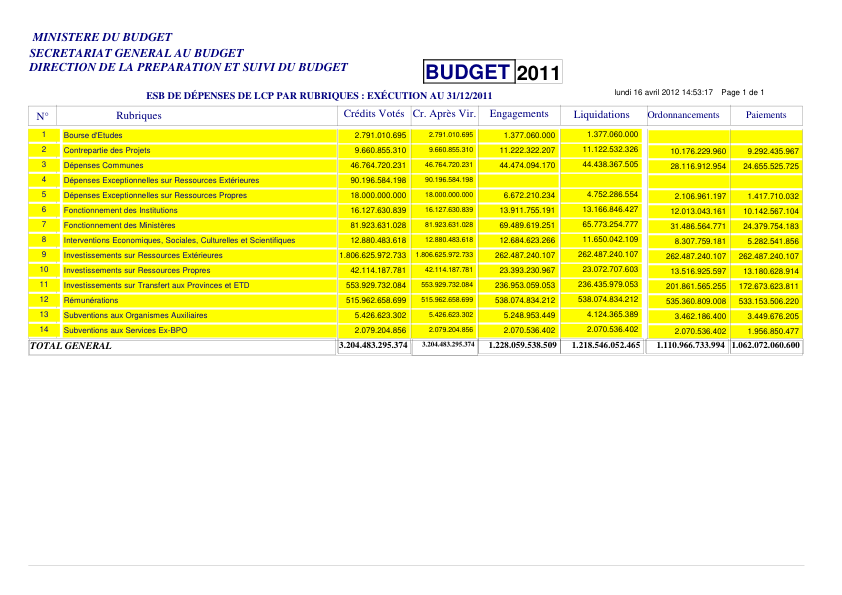 MINISTERE DU BUDGET
SECRETARIAT GENERAL AU BUDGET
DIRECTION DE LA PREPARATION ET SUIVI DU BUDGET
BUDGET 2011
ESB DE DÉPENSES DE LCP PAR RUBRIQUES : EXÉCUTION AU 31/12/2011
lundi 16 avril 2012 14:53:17 Page 1 de 1
N° Rubriques Crédits Votés Cr. Après Vir. Engagements Liquidations Ordonnancements Paiements
1 Bourse d'Etudes 2.791.010.695 2.791.010.695 1.377.060.000 1.377.060.000
2 Contrepartie des Projets 9.660.855.310 9.660.855.310 11.222.322.207 11.122.532.326 10.176.229.960 9.292.435.967
3 Dépenses Communes 46.764.720.231 46.764.720.231 44.474.094.170 44.438.367.505 28.116.912.954 24.655.525.725
4 Dépenses Exceptionnelles sur Ressources Extérieures 90.196.584.198 90.196.584.198
5 Dépenses Exceptionnelles sur Ressources Propres 18.000.000.000 18.000.000.000 6.672.210.234 4.752.286.554 2.106.961.197 1.417.710.032
6 Fonctionnement des Institutions 16.127.630.839 16.127.630.839 13.911.755.191 13.166.846.427 12.013.043.161 10.142.567.104
7 Fonctionnement des Ministères 81.923.631.028 81.923.631.028 69.489.619.251 65.773.254.777 31.486.564.771 24.379.754.183
8 Interventions Economiques, Sociales, Culturelles et Scientifiques 12.880.483.618 12.880.483.618 12.684.623.266 11.650.042.109 8.307.759.181 5.282.541.856
9 Investissements sur Ressources Extérieures 1.806.625.972.733 1.806.625.972.733 262.487.240.107 262.487.240.107 262.487.240.107 262.487.240.107
10 Investissements sur Ressources Propres 42.114.187.781 42.114.187.781 23.393.230.967 23.072.707.603 13.516.925.597 13.180.628.914
11 Investissements sur Transfert aux Provinces et ETD 553.929.732.084 553.929.732.084 236.953.059.053 236.435.979.053 201.861.565.255 172.673.623.811
12 Rémunérations 515.962.658.699 515.962.658.699 538.074.834.212 538.074.834.212 535.360.809.008 533.153.506.220
13 Subventions aux Organismes Auxiliaires 5.426.623.302 5.426.623.302 5.248.953.449 4.124.365.389 3.462.186.400 3.449.676.205
14 Subventions aux Services Ex-BPO 2.079.204.856 2.079.204.856 2.070.536.402 2.070.536.402 2.070.536.402 1.956.850.477
TOTAL GENERAL 3.204.483.295.374 3.204.483.295.374 1.228.059.538.509 1.218.546.052.465 1.110.966.733.994 1.062.072.060.600